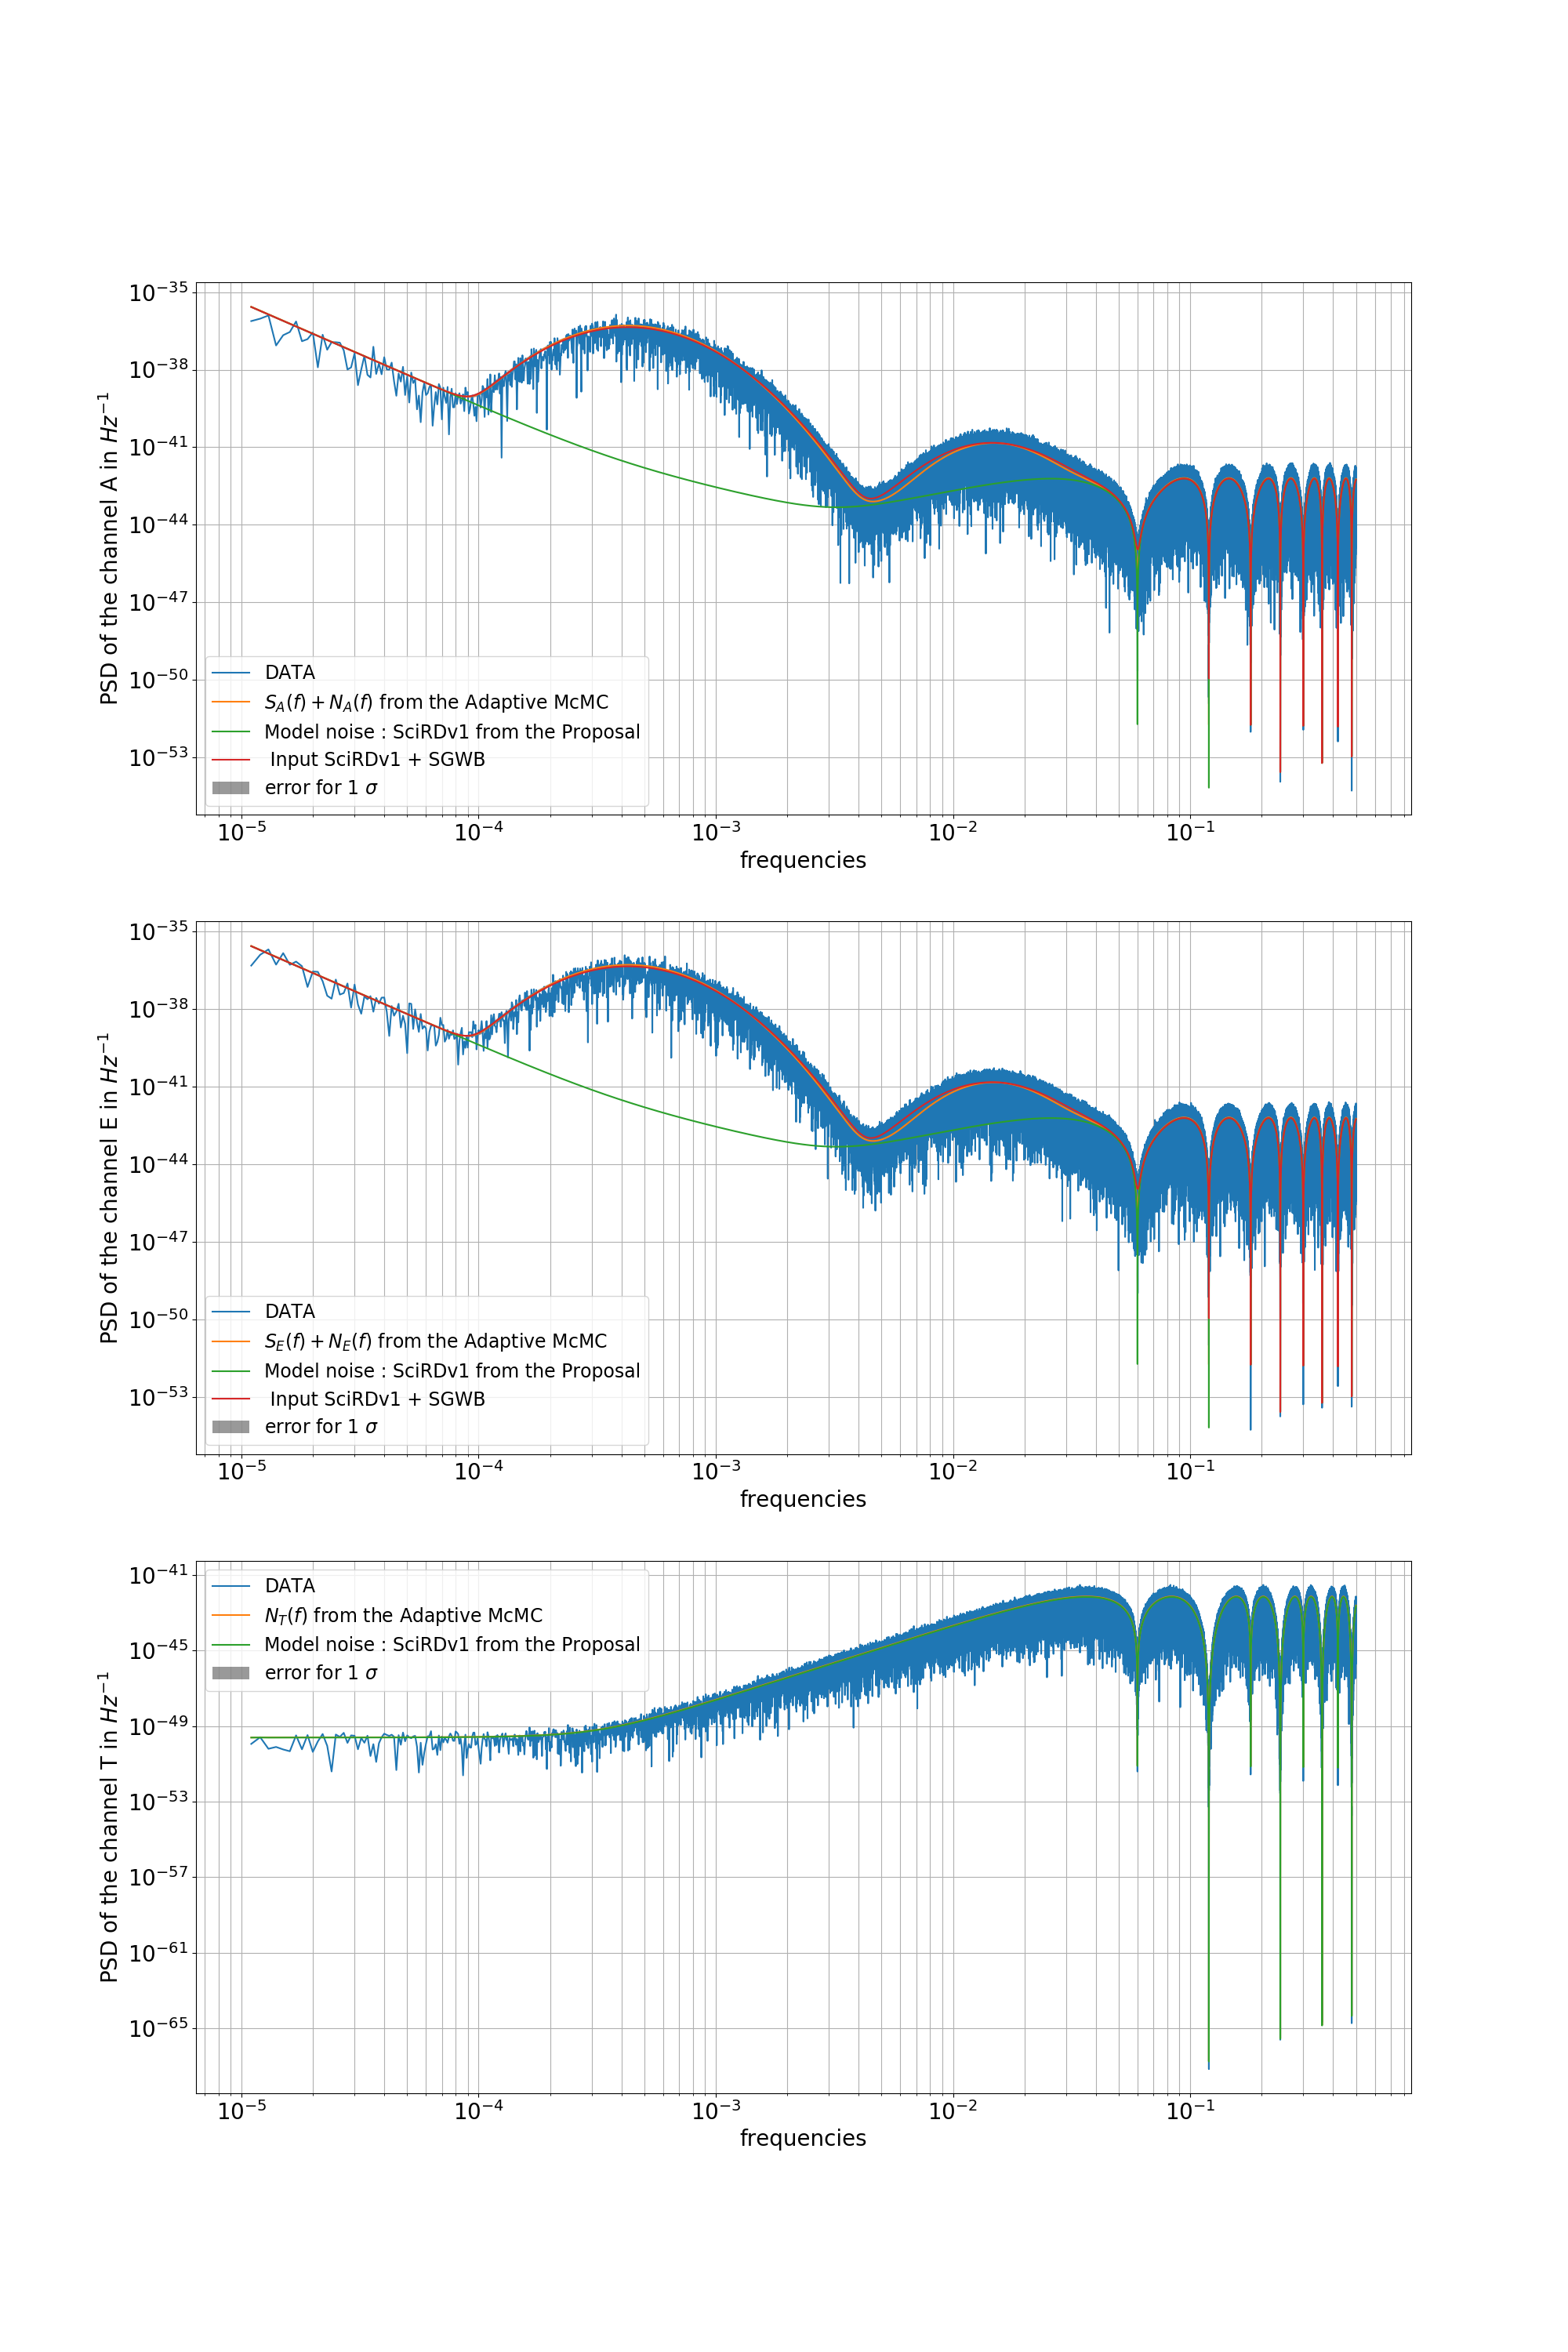 10⁻³⁵
10⁻³⁸
10⁻⁴¹
10⁻⁴⁴
10⁻⁴⁷
10⁻⁵⁰
10⁻⁵³
PSD of the channel A in Hz⁻¹
DATA
S_A(f) + N_A(f) from the Adaptive McMC
Model noise : SciRDv1 from the Proposal
Input SciRDv1 + SGWB
error for 1 σ
10⁻⁵ 10⁻⁴ 10⁻³ 10⁻² 10⁻¹
frequencies
10⁻³⁵
10⁻³⁸
10⁻⁴¹
10⁻⁴⁴
10⁻⁴⁷
10⁻⁵⁰
10⁻⁵³
PSD of the channel E in Hz⁻¹
DATA
S_E(f) + N_E(f) from the Adaptive McMC
Model noise : SciRDv1 from the Proposal
Input SciRDv1 + SGWB
error for 1 σ
10⁻⁵ 10⁻⁴ 10⁻³ 10⁻² 10⁻¹
frequencies
10⁻⁴¹
10⁻⁴⁵
10⁻⁴⁹
10⁻⁵³
10⁻⁵⁷
10⁻⁶¹
10⁻⁶⁵
PSD of the channel T in Hz⁻¹
DATA
N_T(f) from the Adaptive McMC
Model noise : SciRDv1 from the Proposal
error for 1 σ
10⁻⁵ 10⁻⁴ 10⁻³ 10⁻² 10⁻¹
frequencies